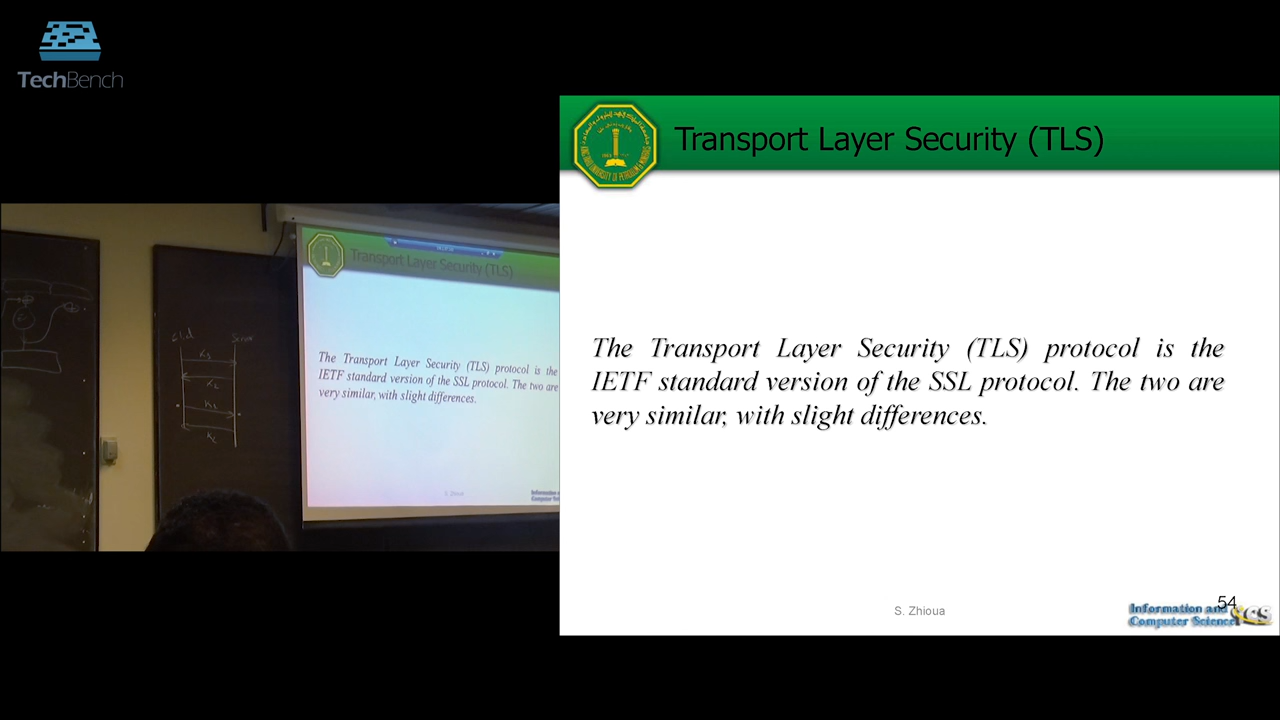 TechBench
Transport Layer Security (TLS)
The Transport Layer Security (TLS) protocol is the
IETF standard version of the SSL protocol. The two are
very similar, with slight differences.
S. Zhioua
Information and
Computer Science
ICS
54
Transport Layer Security (TLS)
The Transport Layer Security (TLS) protocol is the
IETF standard version of the SSL protocol. The two are
very similar, with slight differences.
S. Zhioua